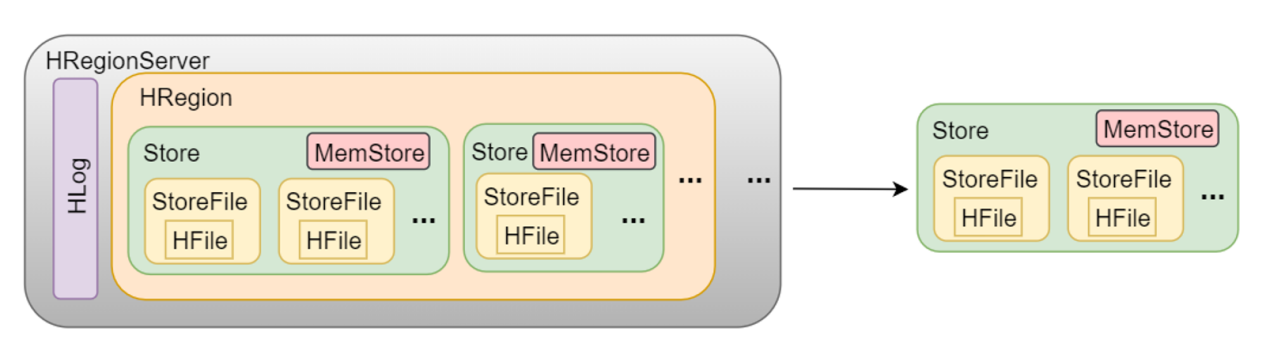 HRegionServer
HLog
HRegion
Store
MemStore
StoreFile
HFile
StoreFile
HFile
...
Store
MemStore
StoreFile
HFile
...
...
...
Store
MemStore
StoreFile
HFile
StoreFile
HFile
...